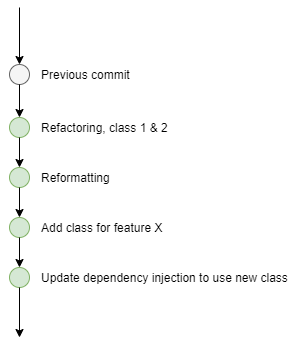 Previous commit
Refactoring, class 1 & 2
Reformatting
Add class for feature X
Update dependency injection to use new class